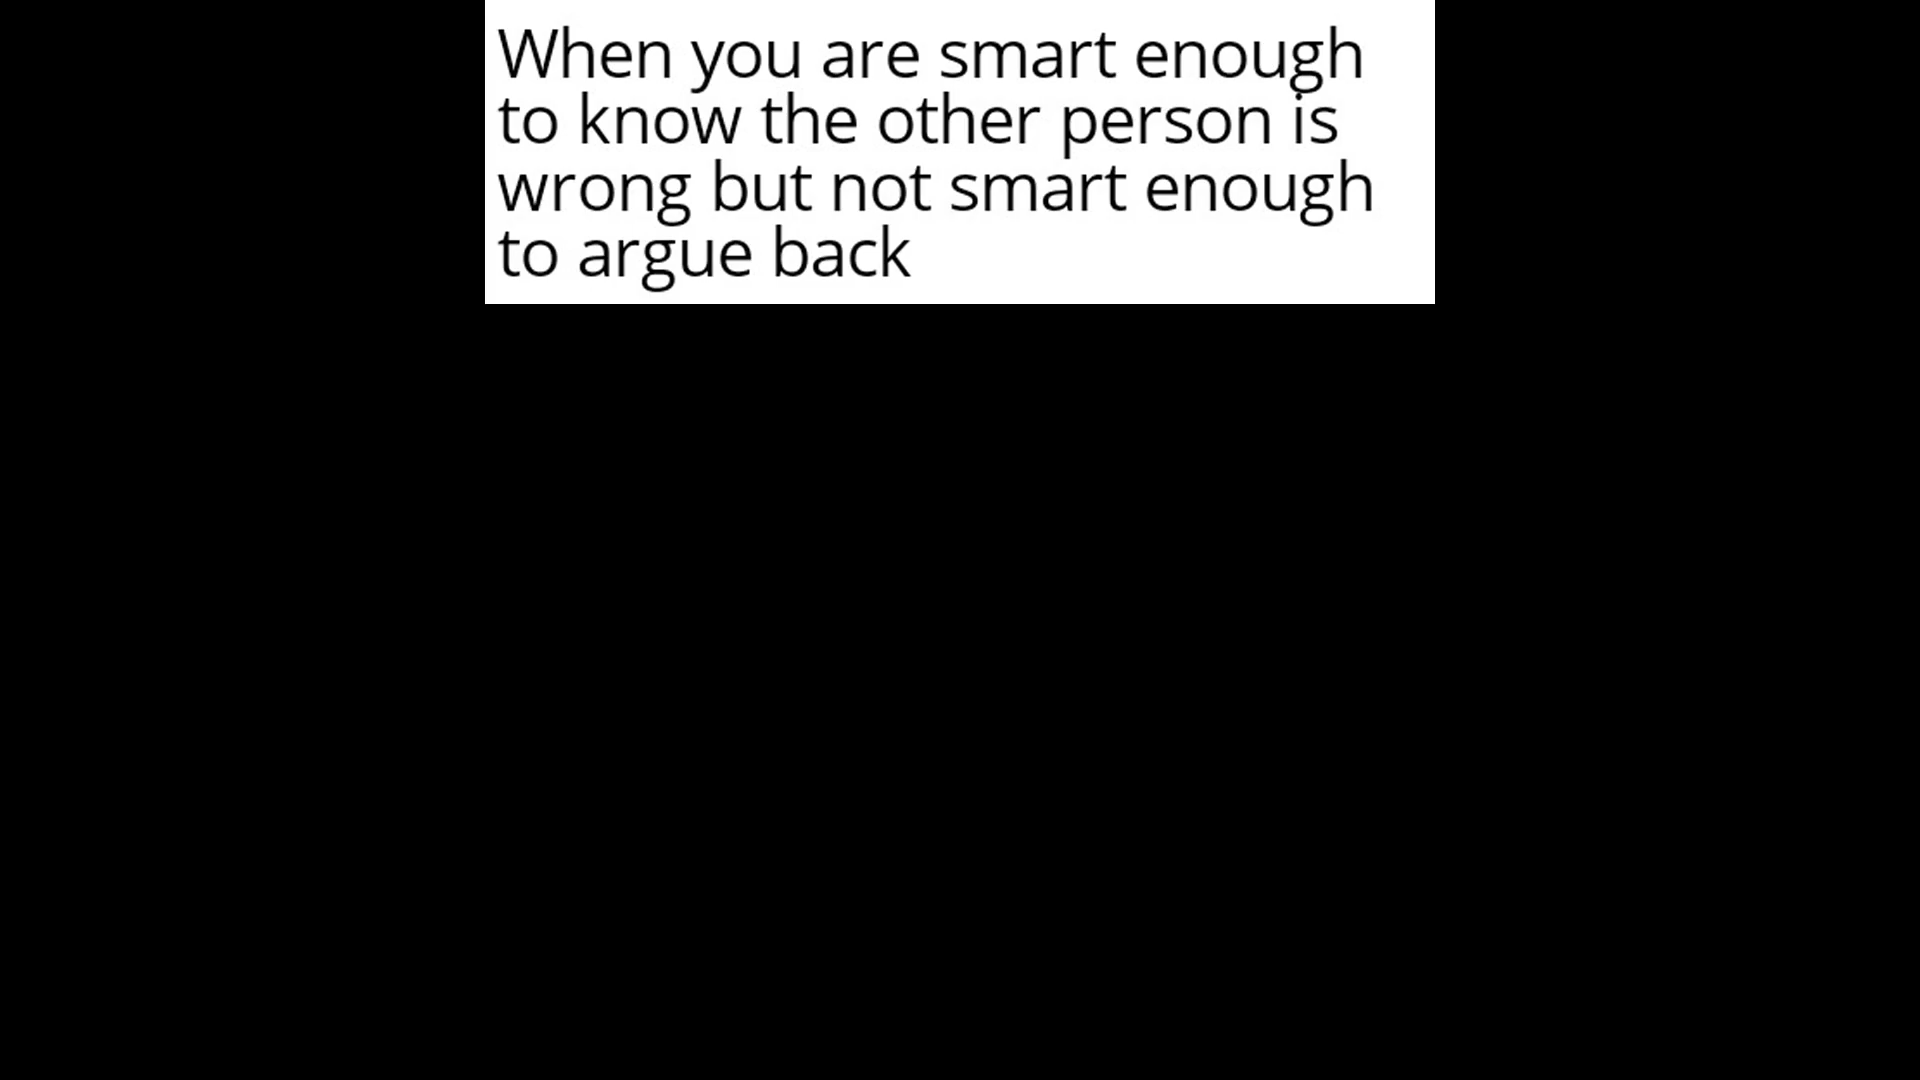 When you are smart enough
to know the other person is
wrong but not smart enough
to argue back